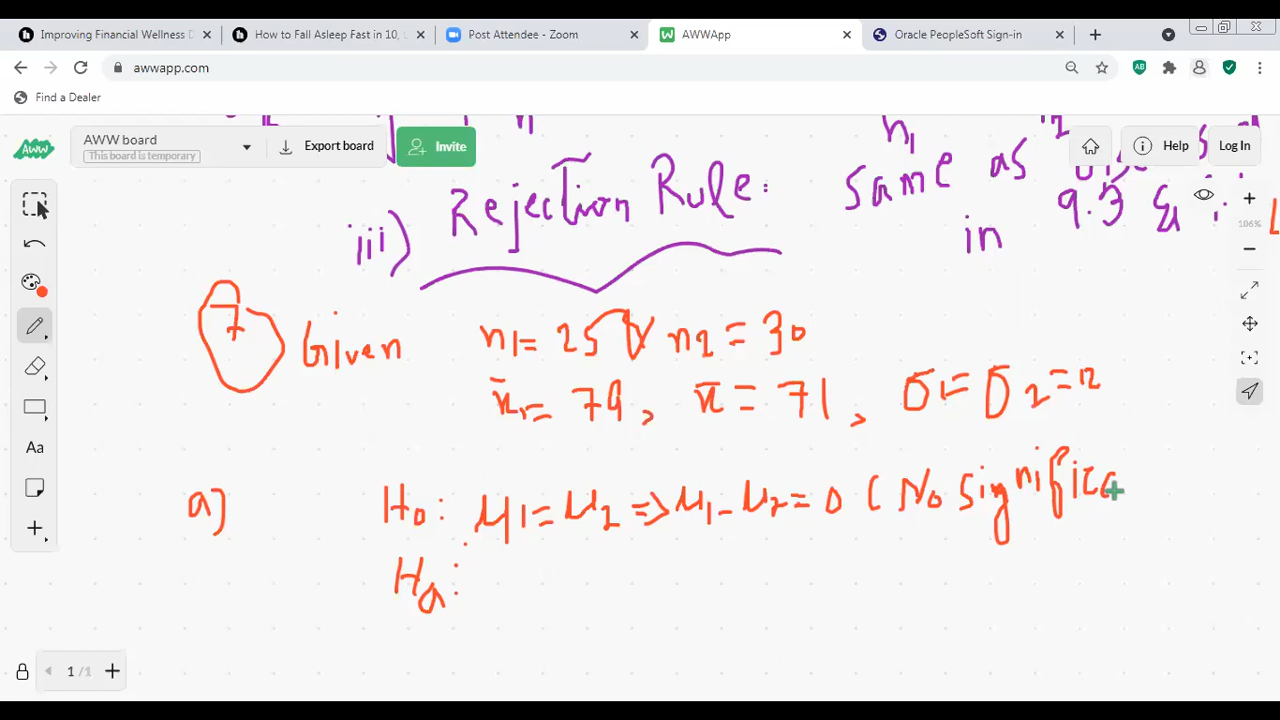 Improving Financial Wellness D
How to Fall Asleep Fast in 10,
Post Attendee - Zoom
AWWApp
Oracle PeopleSoft Sign-in
awwapp.com
Find a Dealer
AWW
AWW board
This board is temporary
Export board
Invite
Help
Log In
n n1
iii) Rejection Rule: same as
in 9.3 &
106%
7 Given n1 = 25 n2 = 30
x̄1 = 79, x̄ = 71, σ1 = σ2 = 12
a) H0: μ1 = μ2 => μ1 - μ2 = 0 ( No significa
Ha:
Aa
1 /1